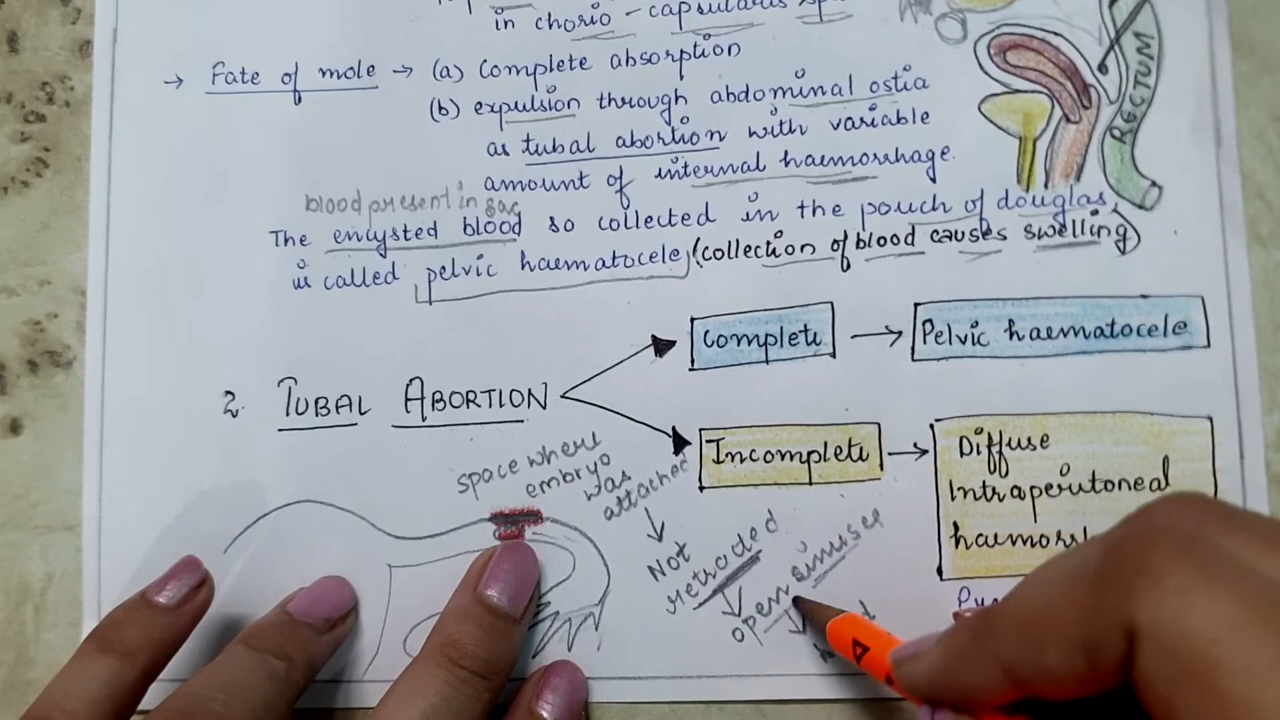 in chorio-capsularis
→ Fate of mole → (a) complete absorption
(b) expulsion through abdominal ostia
as tubal abortion with variable
amount of internal haemorrhage.
blood present in sac
The encysted blood so collected in the pouch of douglas,
is called pelvic haematocele, (collection of blood causes swelling)
RECTUM
2. TUBAL ABORTION
Complete → Pelvic haematocele
Incomplete → Diffuse
Intraperitoneal
space where
embryo
was
attached
Not
retracted
open sinuses